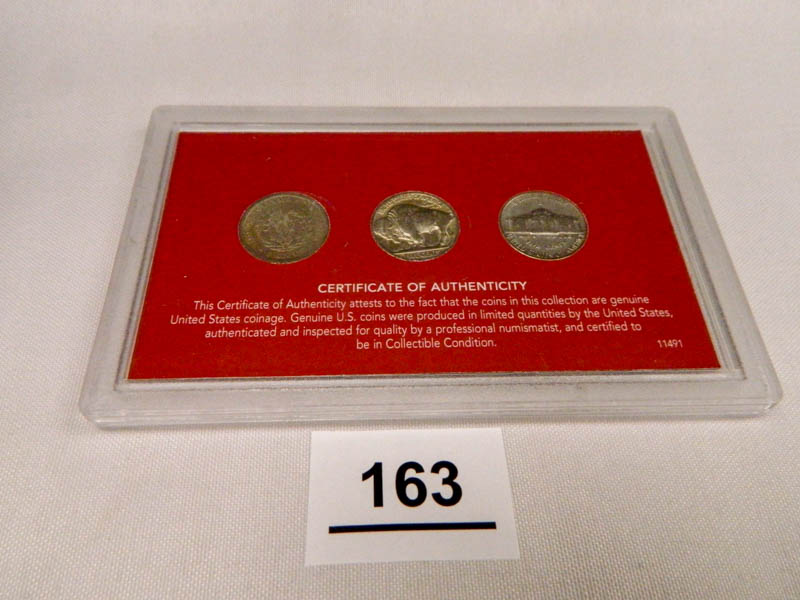 CERTIFICATE OF AUTHENTICITY
This Certificate of Authenticity attests to the fact that the coins in this collection are genuine
United States coinage. Genuine U.S. coins were produced in limited quantities by the United States,
authenticated and inspected for quality by a professional numismatist, and certified to
be in Collectible Condition.
11491
163